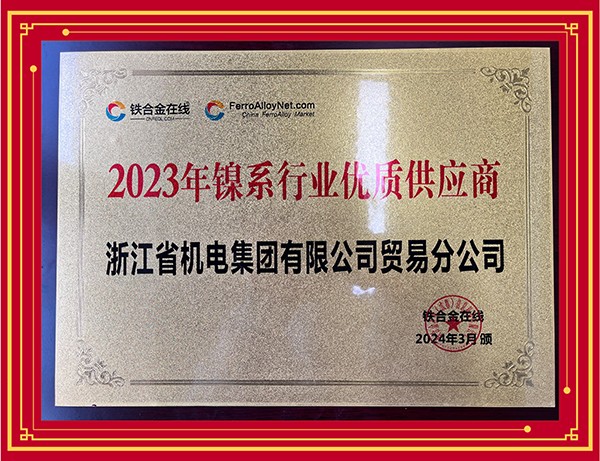 铁合金在线
CNFEOL.COM
FerroAlloyNet.com
China FerroAlloy Market
2023年镍系行业优质供应商
浙江省机电集团有限公司贸易分公司
铁合金在线
2024年3月 颁